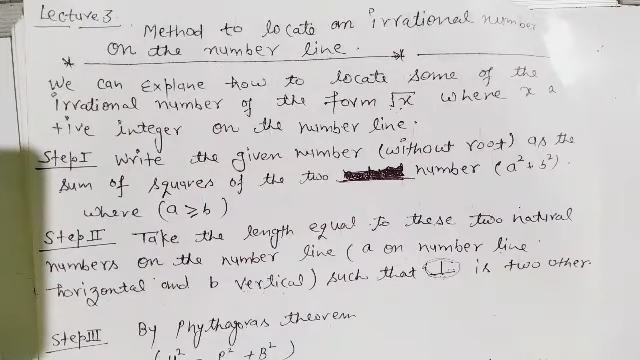 Lecture 3
Method to locate an irrational number
on the number line.
We can Explane how to locate some of the
irrational number of the form √x where x a
+ive integer on the number line.
Step I Write the given number (without root) as the
sum of squares of the two number (a² + b²).
where (a ≥ b)
Step II Take the length equal to these two natural
numbers on the number line (a on number line
horizontal and b vertical) such that is two other
Step III By Phythagoras theorem
(H² = P² + B²)